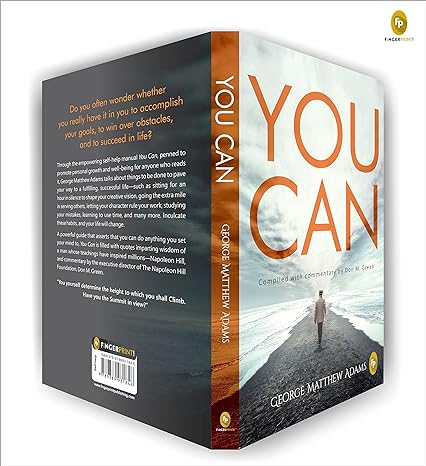 fp
FINGERPRINT!
Do you often wonder whether
you really have it in you to accomplish
your goals, to win over obstacles,
and to succeed in life?
Through the empowering self-help manual You Can, penned to
promote personal growth and well-being for anyone who reads
it, George Matthew Adams talks about things to be done to pave
your way to a fulfilling, successful life—such as sitting for an
hour in silence to shape your creative vision, going the extra mile
in serving others, letting your character rule your work, studying
your mistakes, learning to use time, and many more. Inculcate
these habits, and your life will change.
A powerful guide that asserts that you can do anything you set
your mind to, You Can is filled with quotes imparting wisdom of
a man whose teachings have inspired millions—Napoleon Hill,
and commentary by the executive director of The Napoleon Hill
Foundation, Don M. Green.
"You yourself determine the height to which you shall Climb.
Have you the Summit in view?"
FINGERPRINT!
www.fingerprintpublishing.com
YOU CAN
GEORGE MATTHEW ADAMS
YOU
CAN
Compiled with commentary by Don M. Green
GEORGE MATTHEW ADAMS